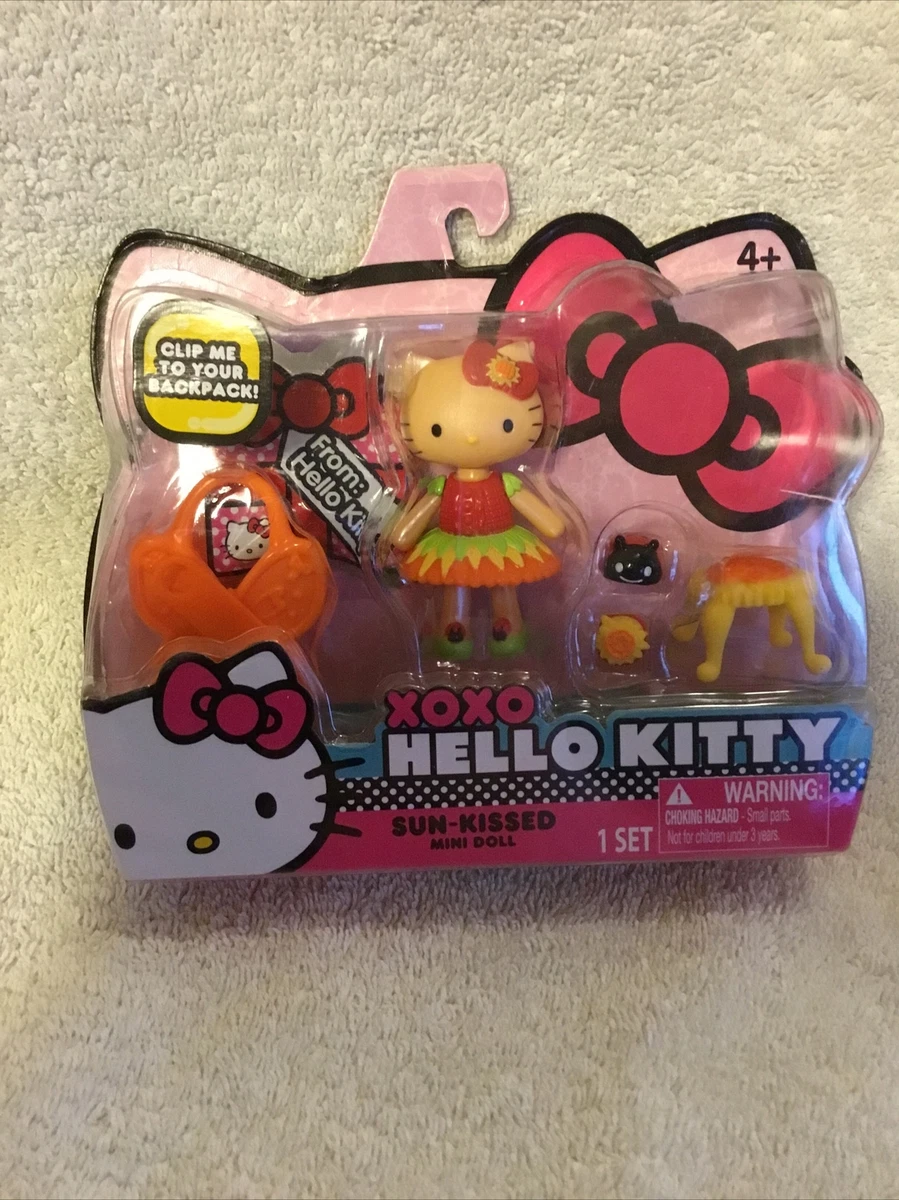 4+
CLIP ME
TO YOUR
BACKPACK!
From:
Hello Ki
XOXO
HELLO KITTY
SUN-KISSED
MINI DOLL
1 SET
WARNING:
CHOKING HAZARD - Small parts.
Not for children under 3 years.